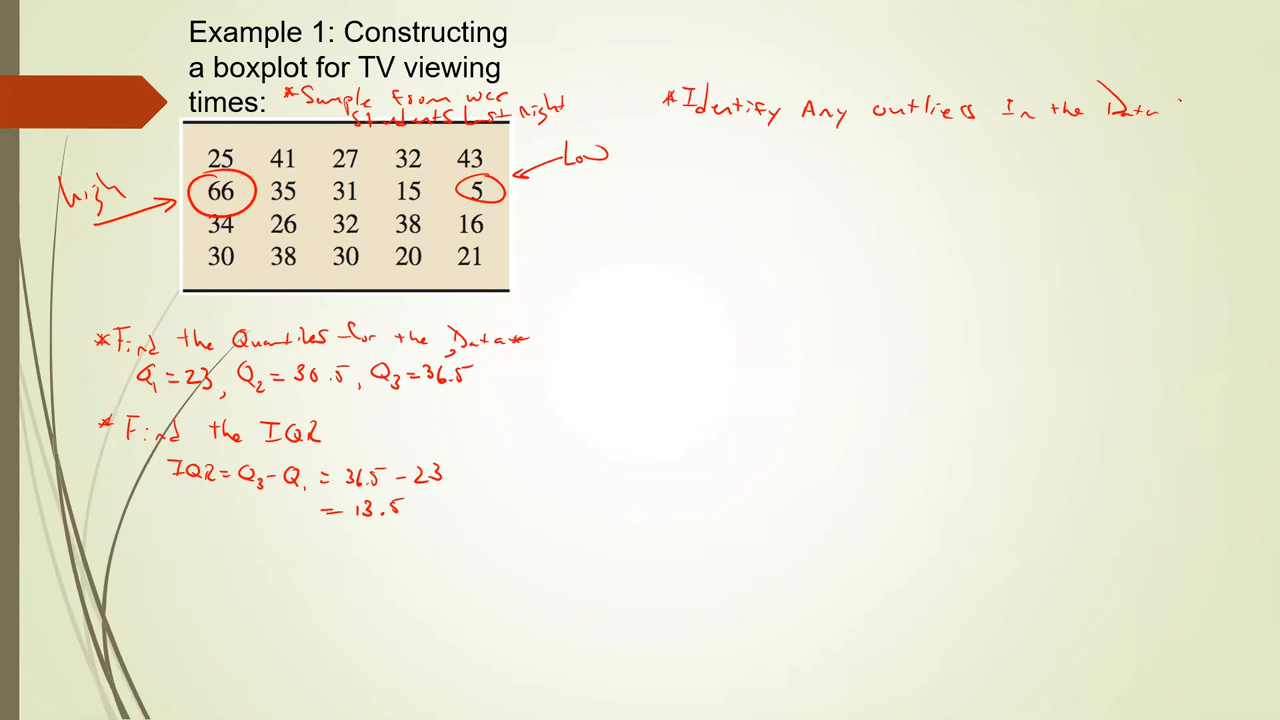 Example 1: Constructing
a boxplot for TV viewing
times:
*Sample from wcc
students Last night
*Identify Any outliers In the Data
25 41 27 32 43
66 35 31 15 5
34 26 32 38 16
30 38 30 20 21
high
Low
*Find the Quantiles for the Data*
Q1 = 23, Q2 = 30.5, Q3 = 36.5
* Find the IQR
IQR = Q3 - Q1 = 36.5 - 23
= 13.5